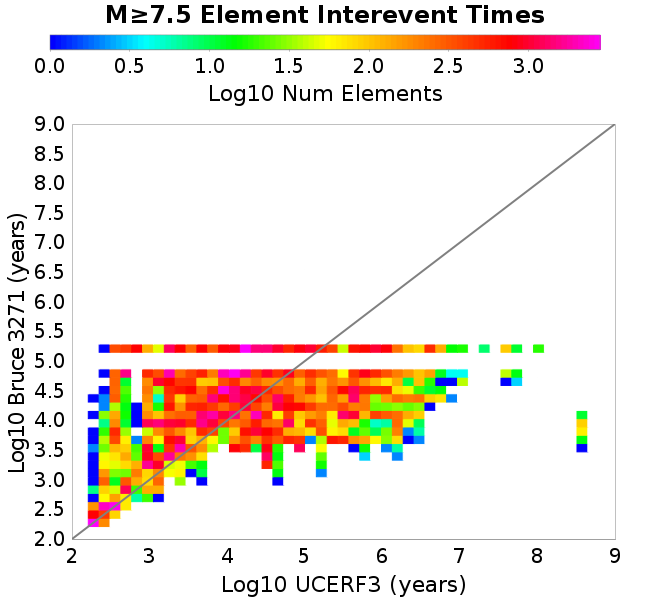 M≥7.5 Element Interevent Times
0.0 0.5 1.0 1.5 2.0 2.5 3.0
Log10 Num Elements
9.0
8.5
8.0
7.5
7.0
6.5
6.0
5.5
5.0
4.5
4.0
3.5
3.0
2.5
2.0
Log10 Bruce 3271 (years)
2 3 4 5 6 7 8 9
Log10 UCERF3 (years)